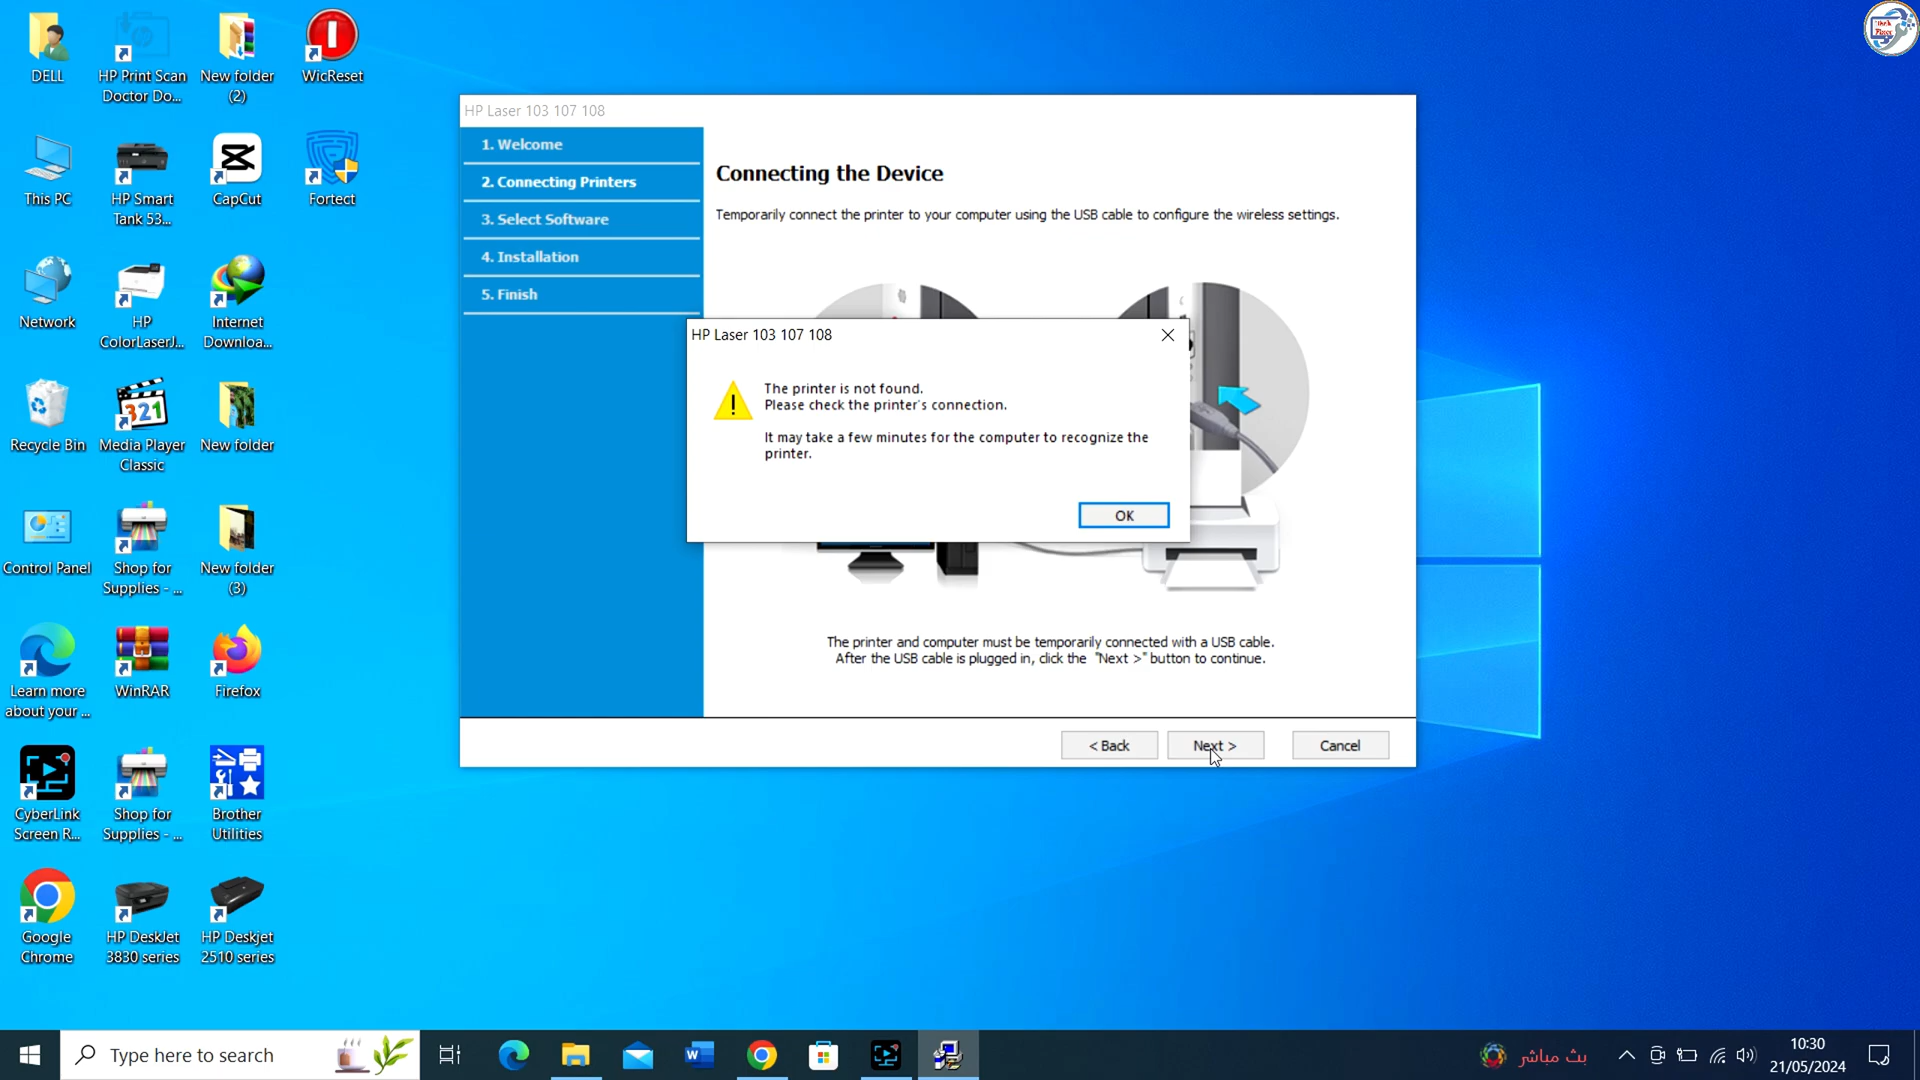 DELL
HP Print Scan
Doctor Do...
New folder
(2)
WicReset
This PC
HP Smart
Tank 53...
CapCut
Fortect
Network
HP
ColorLaserJ...
Internet
Downloa...
Recycle Bin
Media Player
Classic
New folder
Control Panel
Shop for
Supplies - ...
New folder
(3)
Learn more
about your ...
WinRAR
Firefox
CyberLink
Screen R...
Shop for
Supplies - ...
Brother
Utilities
Google
Chrome
HP DeskJet
3830 series
HP Deskjet
2510 series
HP Laser 103 107 108
1. Welcome
2. Connecting Printers
3. Select Software
4. Installation
5. Finish
Connecting the Device
Temporarily connect the printer to your computer using the USB cable to configure the wireless settings.
HP Laser 103 107 108
The printer is not found.
Please check the printer's connection.
It may take a few minutes for the computer to recognize the
printer.
OK
The printer and computer must be temporarily connected with a USB cable.
After the USB cable is plugged in, click the "Next >" button to continue.
< Back
Next >
Cancel
Type here to search
بث مباشر
10:30
21/05/2024